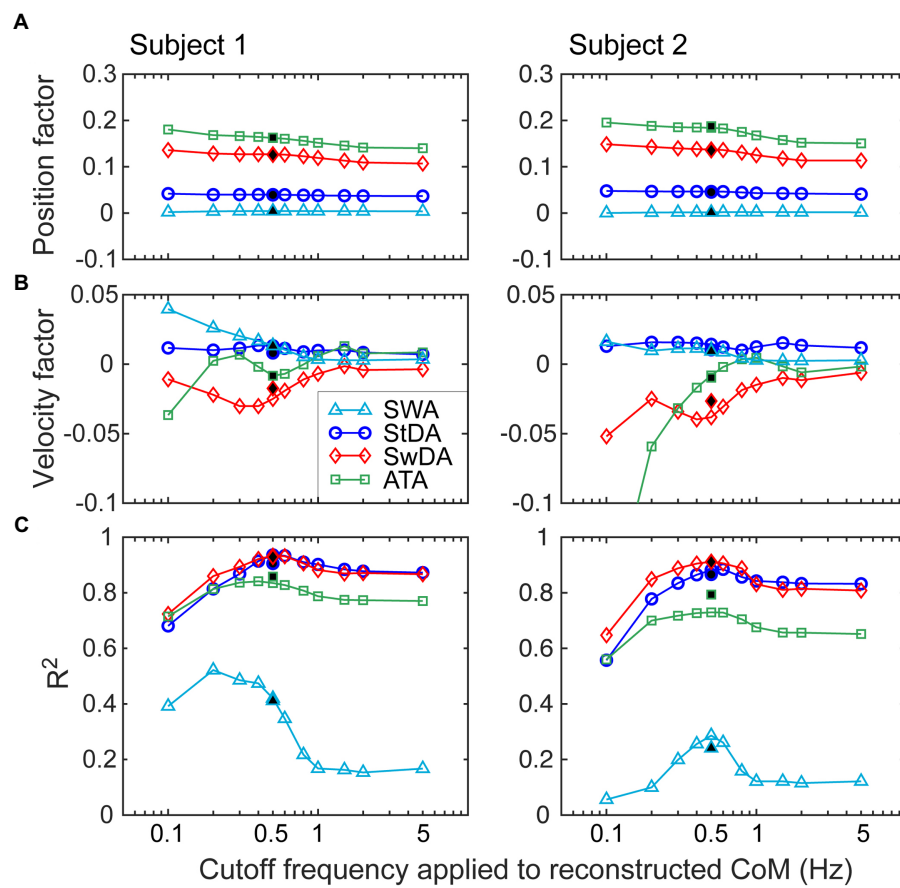 A
Subject 1
Subject 2
Position factor
0.3
0.2
0.1
0
-0.1
0.3
0.2
0.1
0
-0.1
B
Velocity factor
0.05
0
-0.05
-0.1
0.05
0
-0.05
-0.1
SWA
StDA
SwDA
ATA
C
R²
1
0.8
0.6
0.4
0.2
0
1
0.8
0.6
0.4
0.2
0
0.1 0.5 1 5
0.1 0.5 1 5
Cutoff frequency applied to reconstructed CoM (Hz)